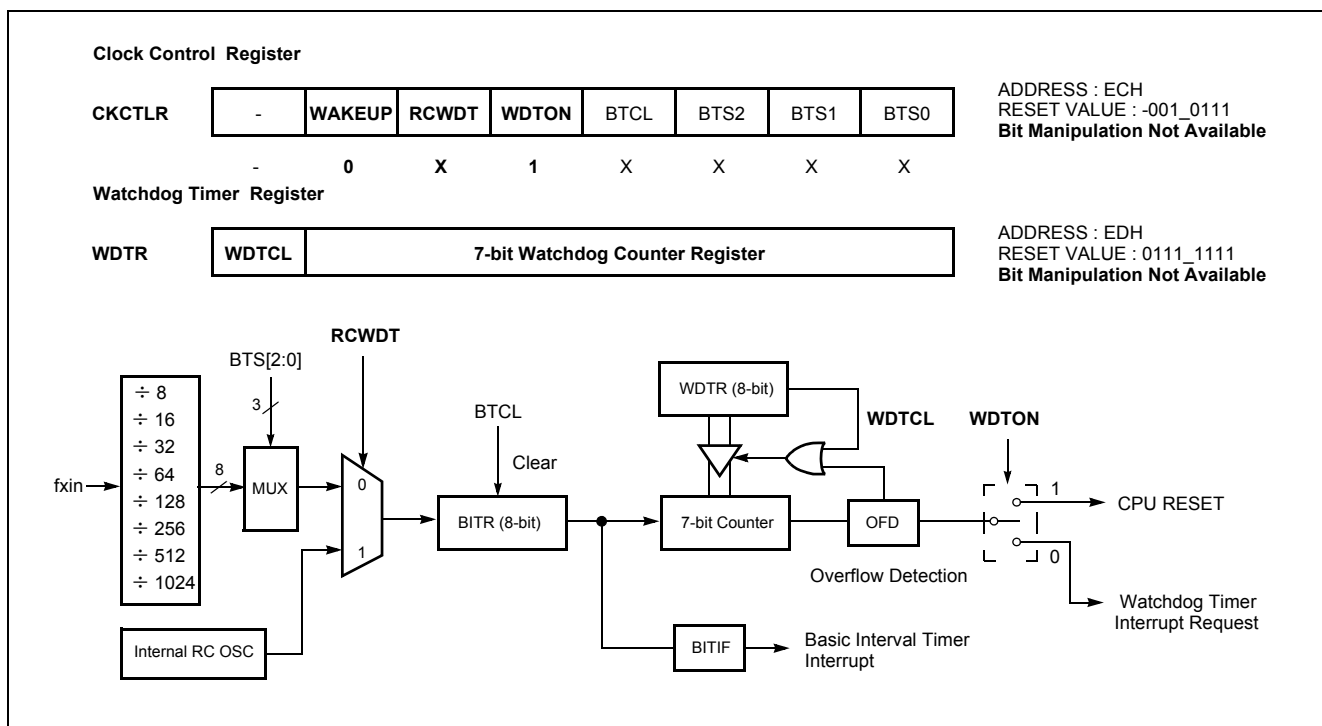 Clock Control Register
CKCTLR
- WAKEUP RCWDT WDTON BTCL BTS2 BTS1 BTS0
ADDRESS : ECH
RESET VALUE : -001_0111
Bit Manipulation Not Available
- 0 X 1 X X X X
Watchdog Timer Register
WDTR
WDTCL 7-bit Watchdog Counter Register
ADDRESS : EDH
RESET VALUE : 0111_1111
Bit Manipulation Not Available
RCWDT
BTS[2:0]
3
fxin
÷ 8
÷ 16
÷ 32
÷ 64
÷ 128
÷ 256
÷ 512
÷ 1024
8
MUX
0
1
Internal RC OSC
BTCL
Clear
BITR (8-bit)
WDTR (8-bit)
WDTCL
7-bit Counter
OFD
Overflow Detection
WDTON
1
CPU RESET
0
Watchdog Timer
Interrupt Request
BITIF
Basic Interval Timer
Interrupt